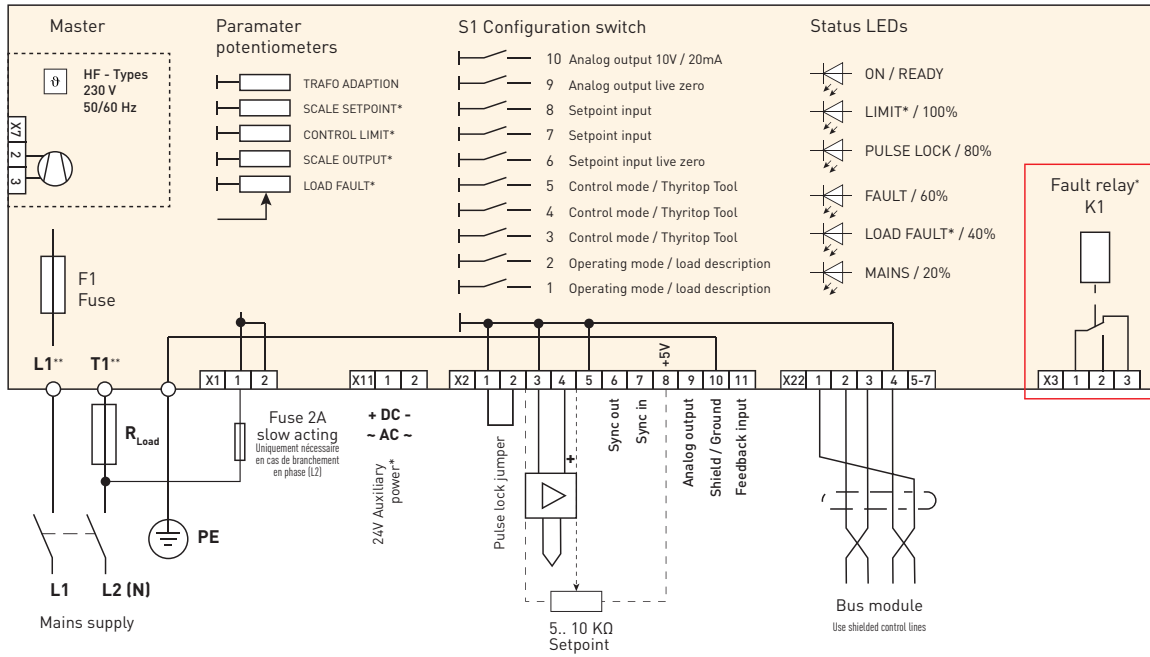 Master
ϑ
HF - Types
230 V
50/60 Hz
X7
2
3
F1
Fuse
Paramater
potentiometers
TRAFO ADAPTION
SCALE SETPOINT*
CONTROL LIMIT*
SCALE OUTPUT*
LOAD FAULT*
S1 Configuration switch
10 Analog output 10V / 20mA
9 Analog output live zero
8 Setpoint input
7 Setpoint input
6 Setpoint input live zero
5 Control mode / Thyritop Tool
4 Control mode / Thyritop Tool
3 Control mode / Thyritop Tool
2 Operating mode / load description
1 Operating mode / load description
Status LEDs
ON / READY
LIMIT* / 100%
PULSE LOCK / 80%
FAULT / 60%
LOAD FAULT* / 40%
MAINS / 20%
Fault relay*
K1
L1** T1**
+5V
X1 1 2
X11 1 2
X2 1 2 3 4 5 6 7 8 9 10 11
X22 1 2 3 4 5-7
X3 1 2 3
RLoad
Fuse 2A
slow acting
Uniquement nécessaire
en cas de branchement
en phase (L2)
+ DC -
~ AC ~
24V Auxiliary
power*
Pulse lock jumper
+
Sync out
Sync in
Analog output
Shield / Ground
Feedback input
PE
L1 L2 (N)
Mains supply
5.. 10 KΩ
Setpoint
Bus module
Use shielded control lines